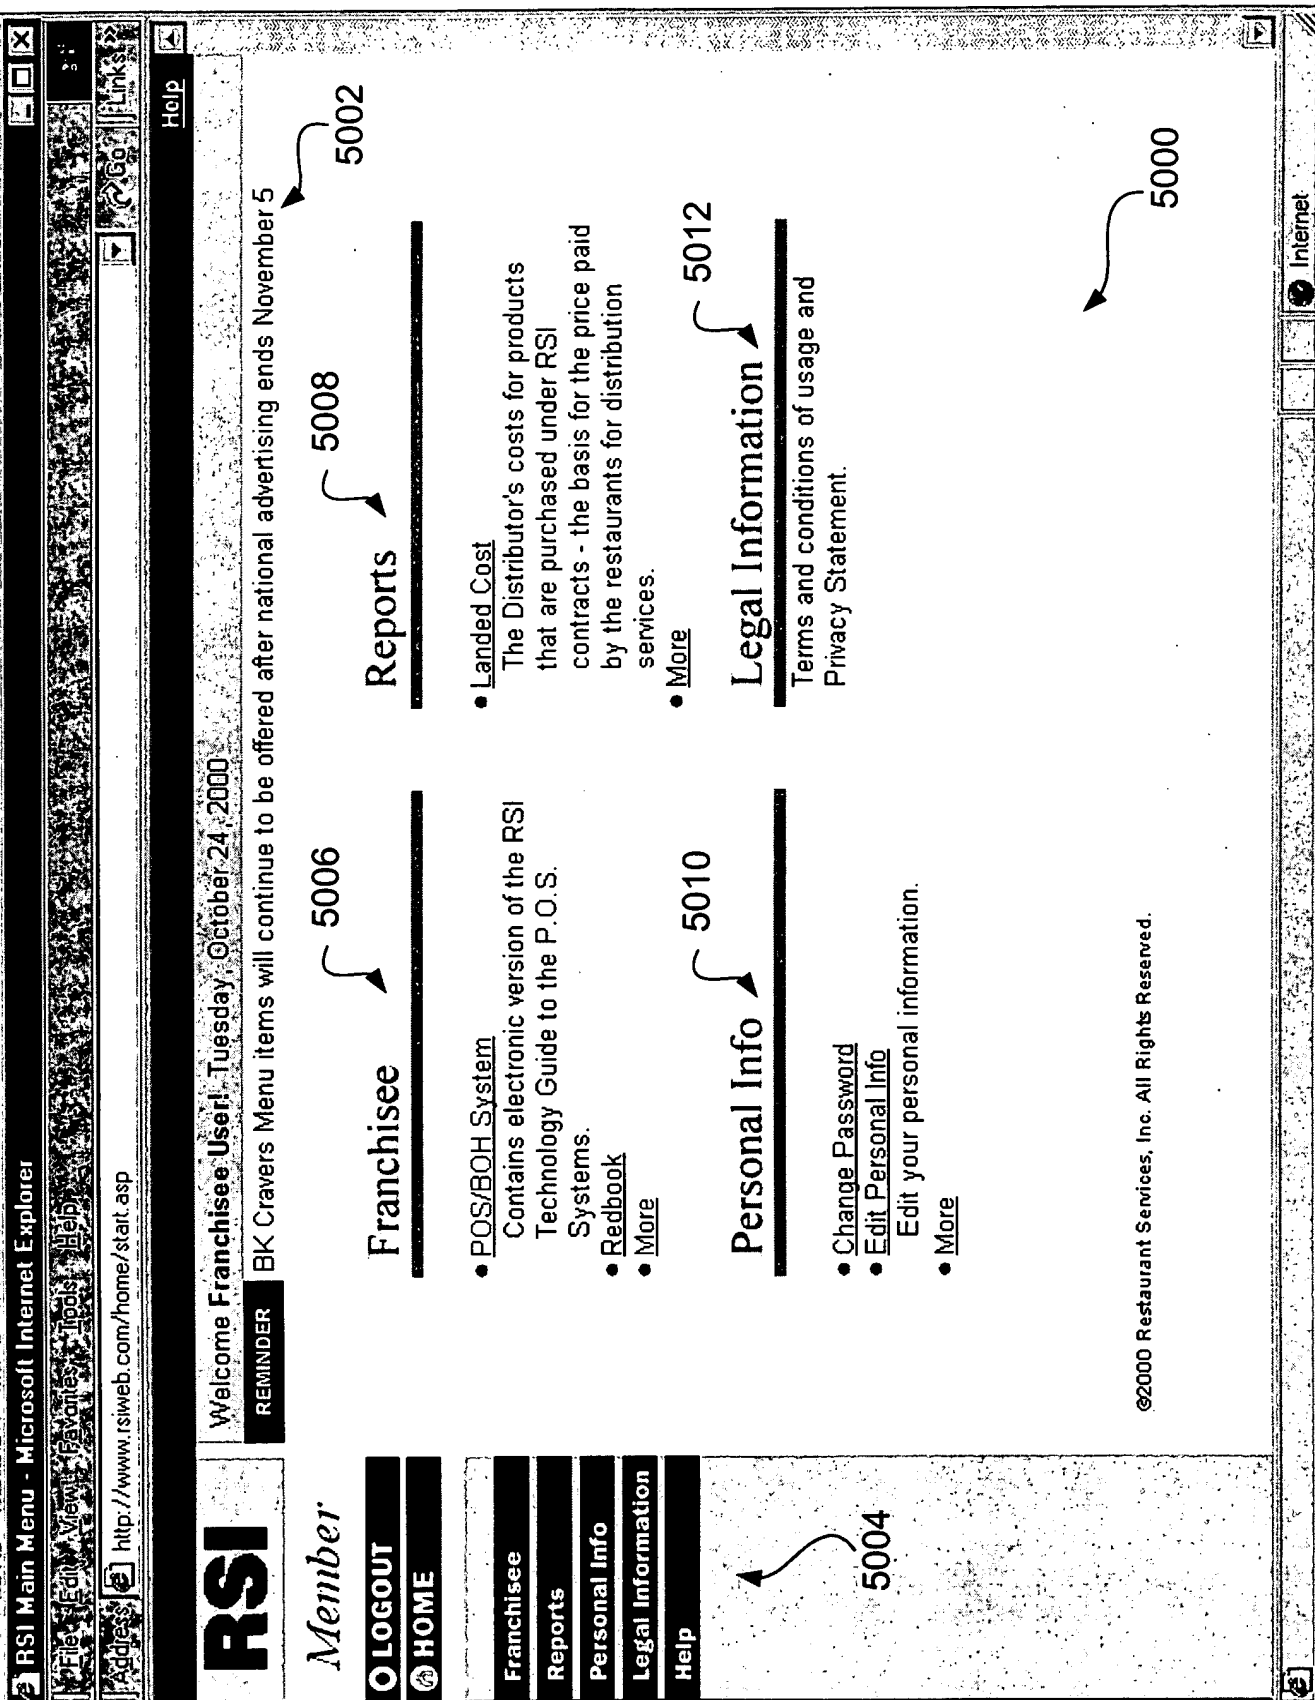 RSI Main Menu - Microsoft Internet Explorer
File Edit View Favorites Tools Help
Address http://www.rsiweb.com/home/start.asp Go Links »
Help
RSI
Welcome Franchisee User! Tuesday, October 24, 2000
REMINDER BK Cravers Menu items will continue to be offered after national advertising ends November 5
5002
Member
LOGOUT
HOME
Franchisee
Reports
Personal Info
Legal Information
Help
5004
Franchisee
5006
• POS/BOH System
Contains electronic version of the RSI
Technology Guide to the P.O.S.
Systems.
• Redbook
• More
Reports
5008
• Landed Cost
The Distributor's costs for products
that are purchased under RSI
contracts - the basis for the price paid
by the restaurants for distribution
services.
• More
Personal Info
5010
• Change Password
• Edit Personal Info
Edit your personal information.
• More
Legal Information
5012
Terms and conditions of usage and
Privacy Statement.
5000
©2000 Restaurant Services, Inc. All Rights Reserved.
Internet